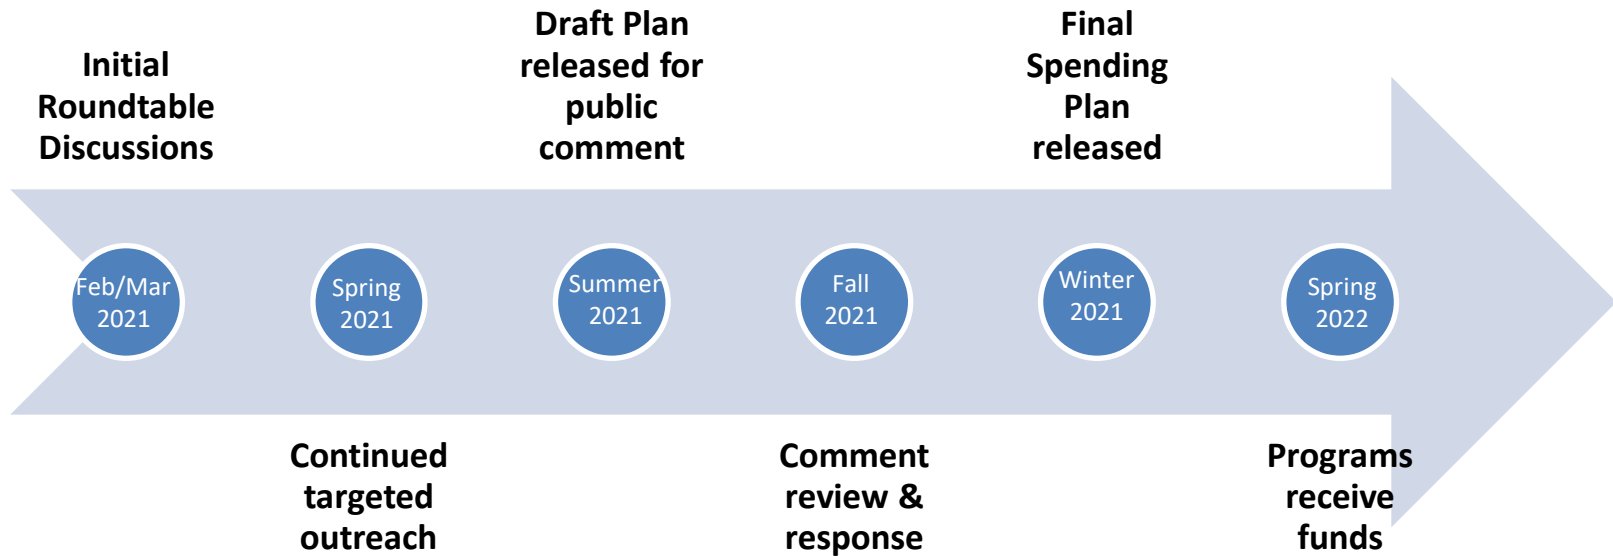 Initial
Roundtable
Discussions
Draft Plan
released for
public
comment
Final
Spending
Plan
released
Feb/Mar
2021
Spring
2021
Summer
2021
Fall
2021
Winter
2021
Spring
2022
Continued
targeted
outreach
Comment
review &
response
Programs
receive
funds